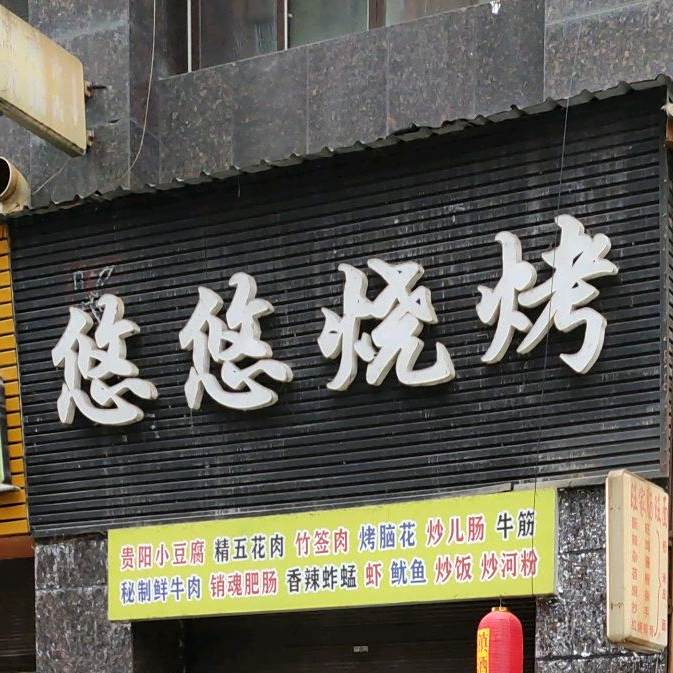 悠悠烧烤
贵阳小豆腐 精五花肉 竹签肉 烤脑花 炒儿肠 牛筋
秘制鲜牛肉 销魂肥肠 香辣蚱蜢 虾 鱿鱼 炒饭 炒河粉